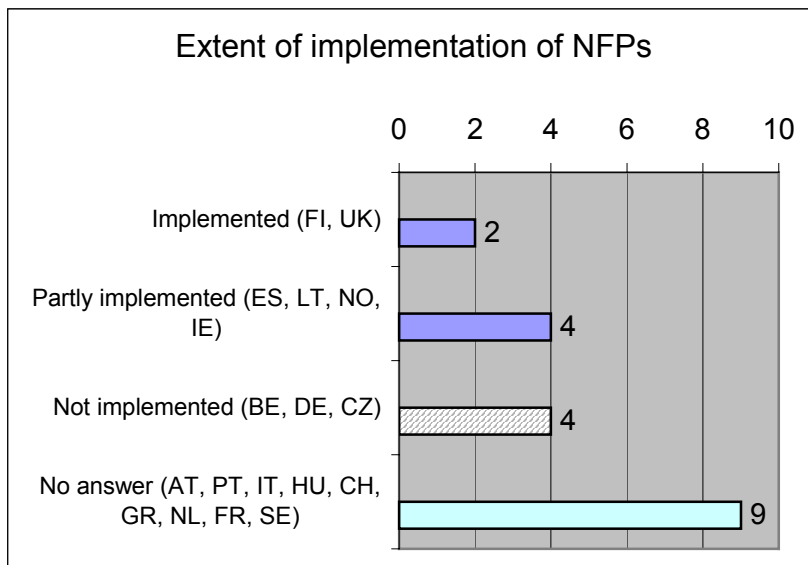 Extent of implementation of NFPs
0 2 4 6 8 10
Implemented (FI, UK)
2
Partly implemented (ES, LT, NO,
IE)
4
Not implemented (BE, DE, CZ)
4
No answer (AT, PT, IT, HU, CH,
GR, NL, FR, SE)
9